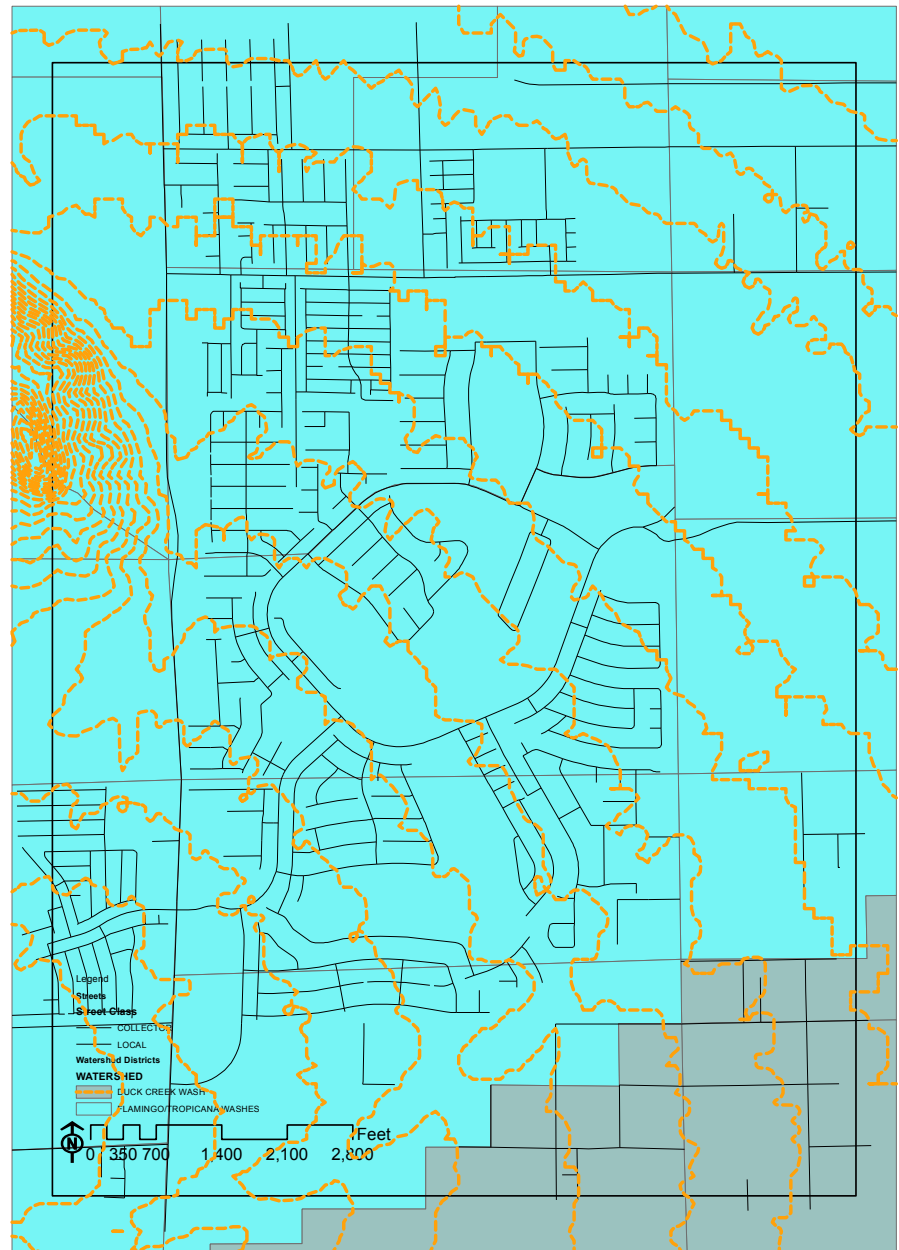 Legend
Streets
Street Class
COLLECTOR
LOCAL
Watershed Districts
WATERSHED
DUCK CREEK WASH
FLAMINGO/TROPICANA WASHES
Feet
N
0 350 700 1,400 2,100 2,800